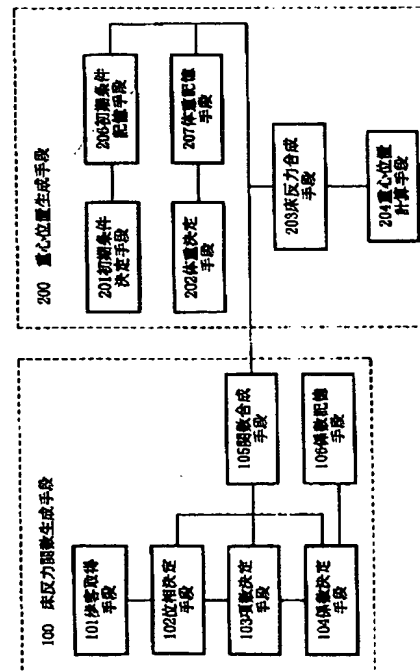 100 床反力関数生成手段
101接客取得
手段
102位相決定
手段
103項数決定
手段
104係数決定
手段
105関数合成
手段
106係数記憶
手段
200 重心位置生成手段
201初期条件
決定手段
202体重決定
手段
206初期条件
記憶手段
207体重記憶
手段
203床反力合成
手段
204重心位置
計算手段